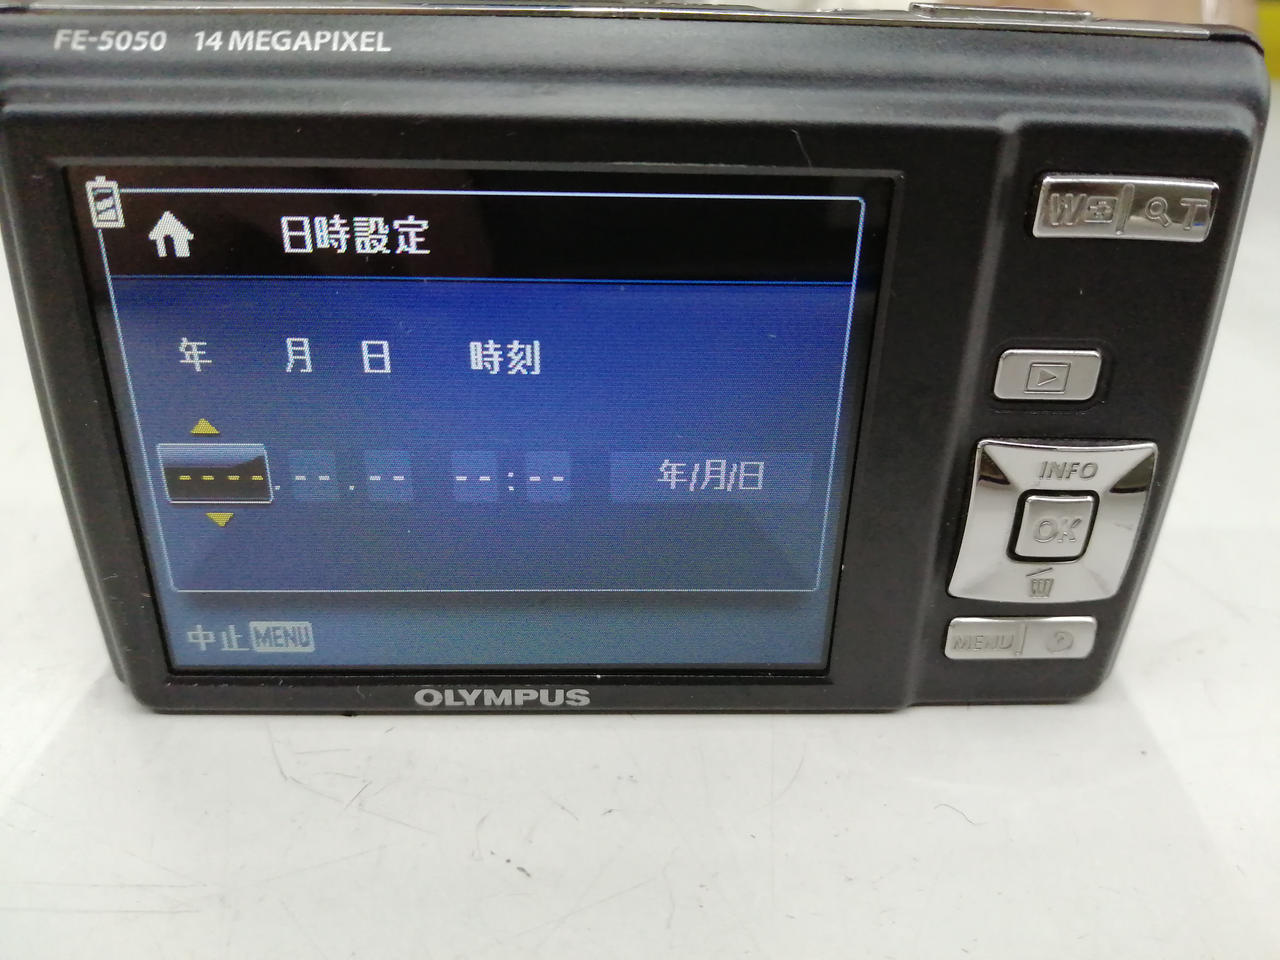 FE-5050 14 MEGAPIXEL
日時設定
年 月 日 時刻
----.--.-- --:-- 年/月/日
中止 MENU
OLYMPUS
W T
INFO
OK
MENU